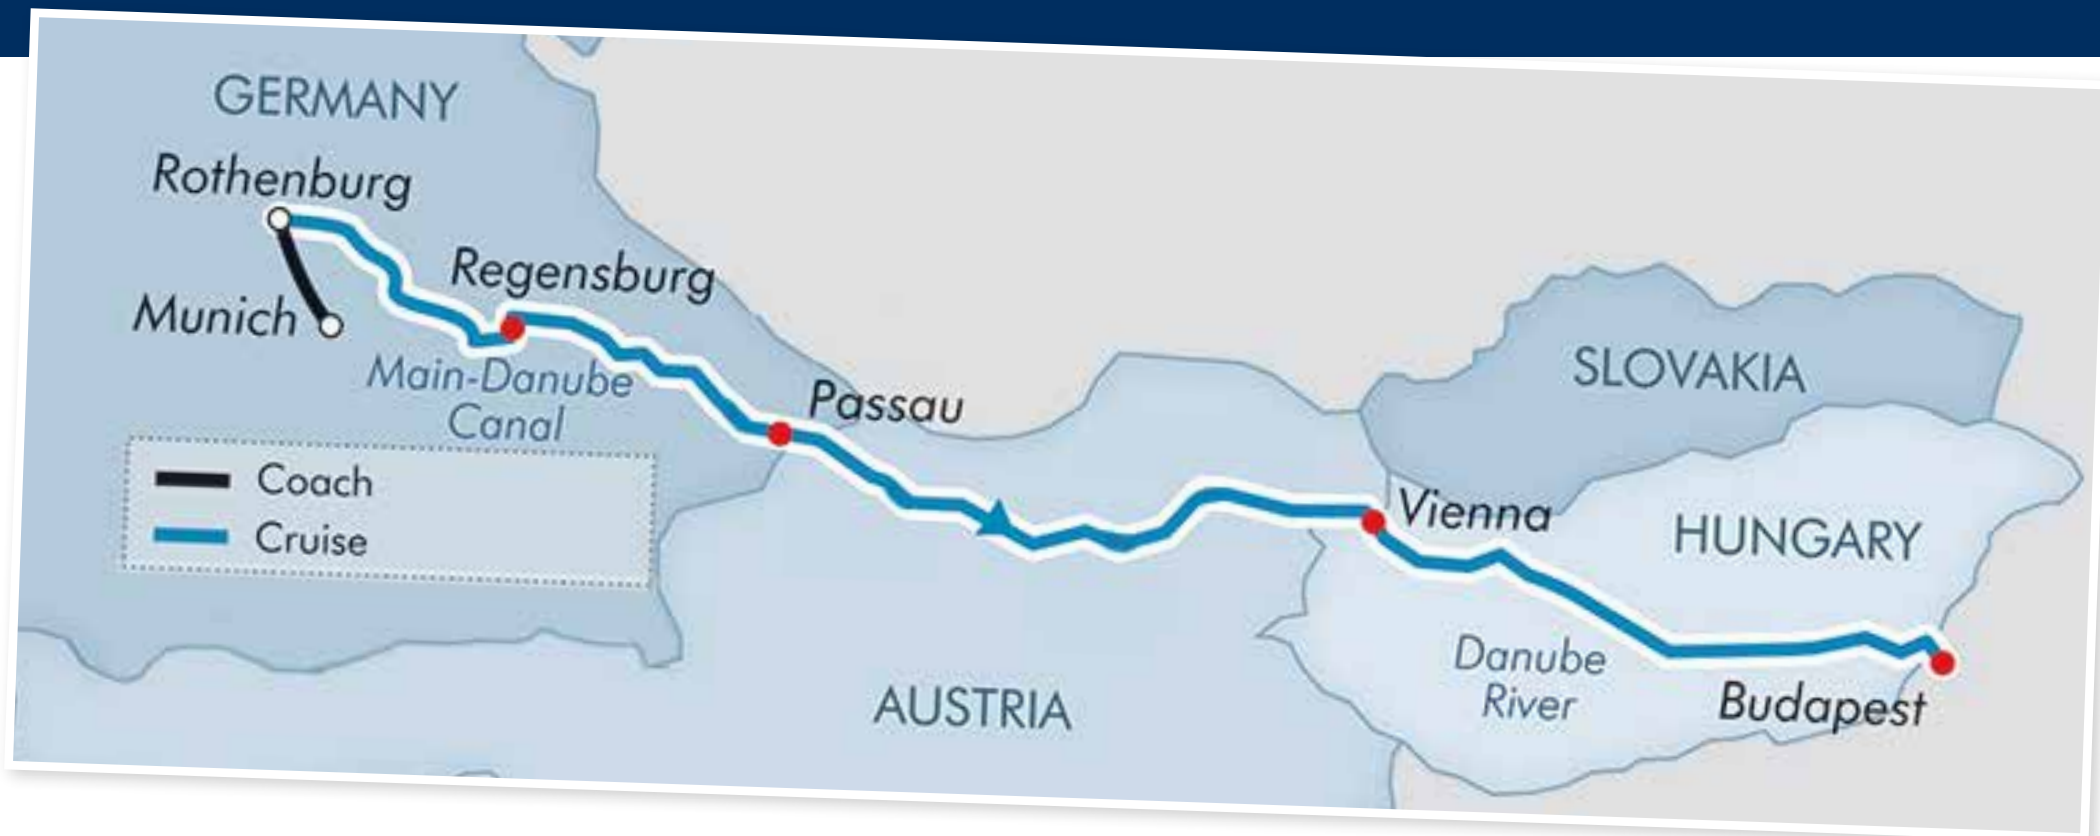 GERMANY
Rothenburg
Regensburg
Munich
Main-Danube
Canal
Passau
Coach
Cruise
SLOVAKIA
Vienna
HUNGARY
Danube
River
Budapest
AUSTRIA